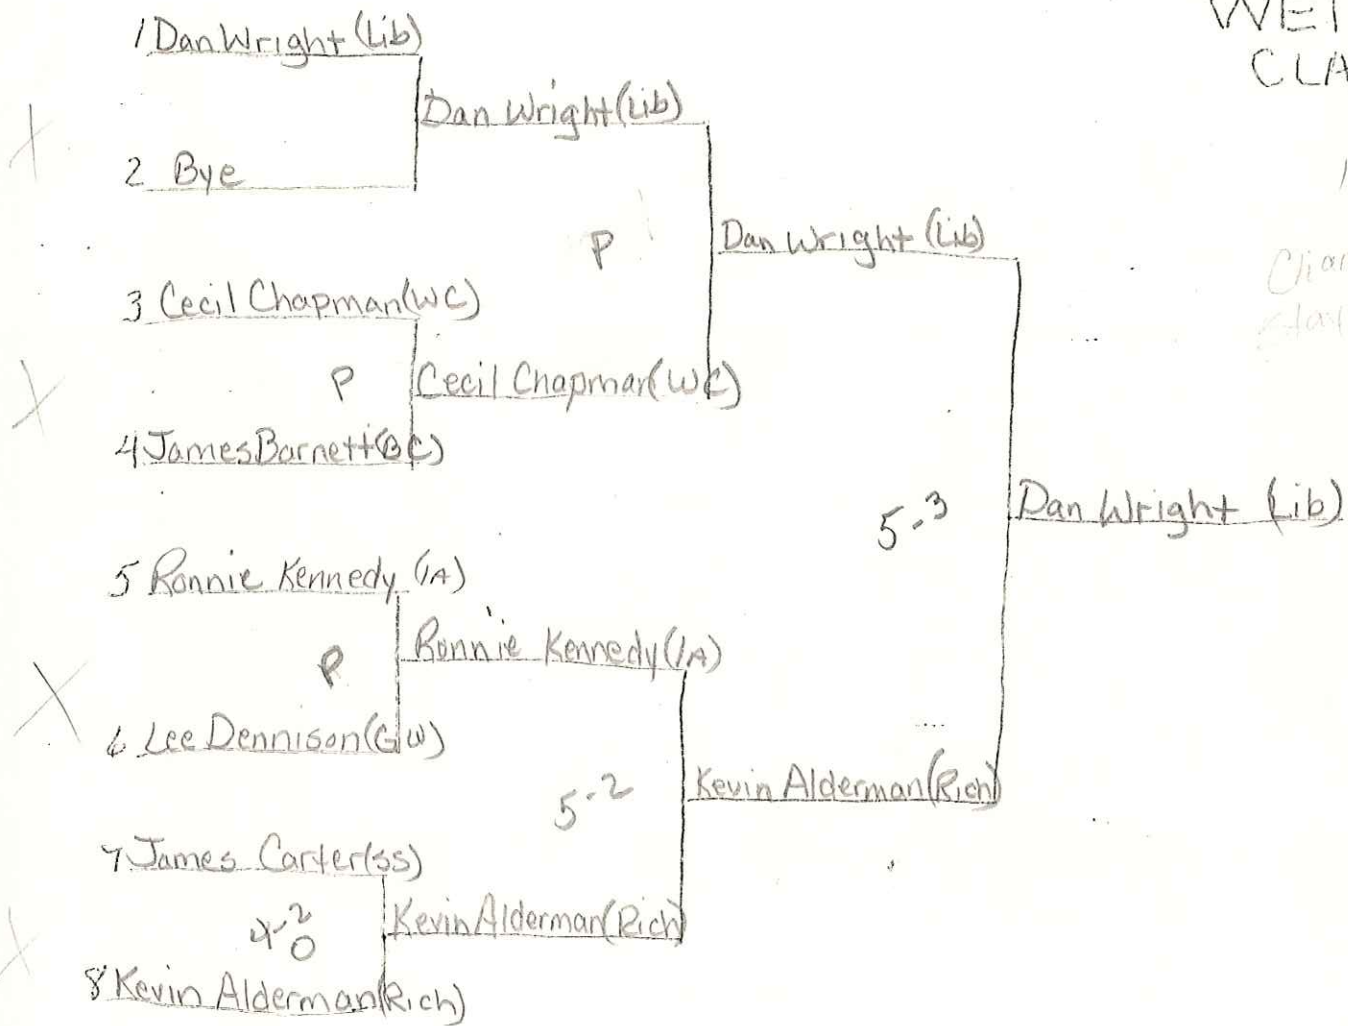 WEI
CLA
1 Dan Wright (Lib)
Dan Wright (Lib)
2 Bye
P
Dan Wright (Lib)
3 Cecil Chapman (WC)
P
Cecil Chapman (WC)
4 James Barnett (BC)
5-3
Dan Wright (Lib)
5 Ronnie Kennedy (IA)
P
Ronnie Kennedy (IA)
6 Lee Dennison (GW)
5-2
Kevin Alderman (Rich)
7 James Carter (SS)
2
0
Kevin Alderman (Rich)
8 Kevin Alderman (Rich)